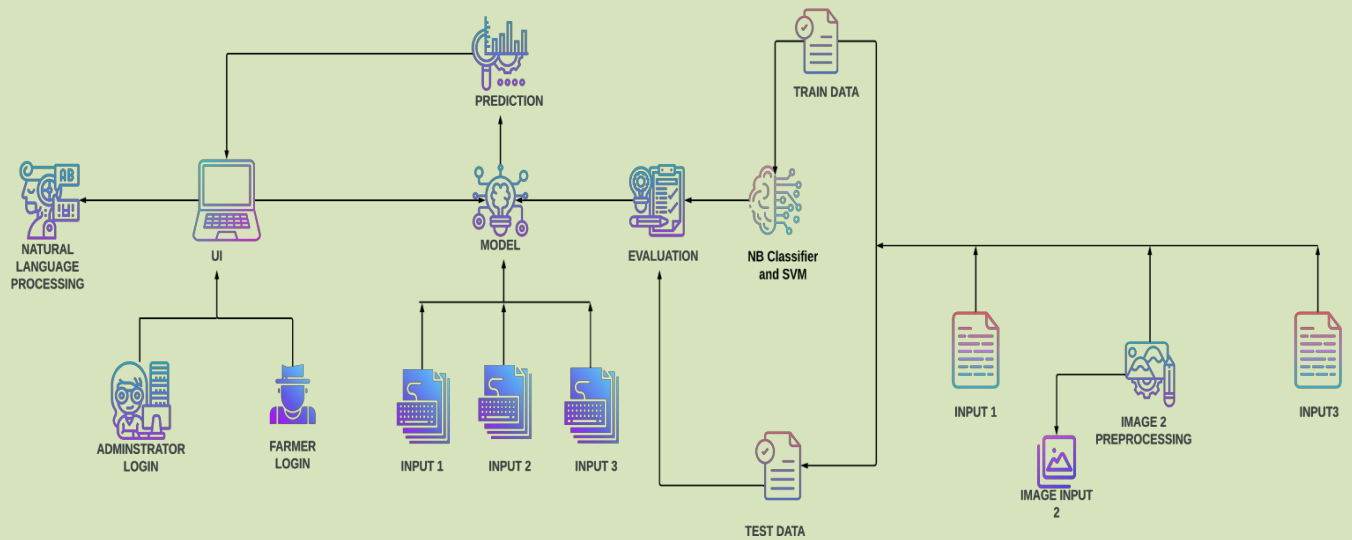 PREDICTION
TRAIN DATA
AB
NATURAL
LANGUAGE
PROCESSING
UI
MODEL
EVALUATION
NB Classifier
and SVM
ADMINSTRATOR
LOGIN
FARMER
LOGIN
INPUT 1
INPUT 2
INPUT 3
TEST DATA
INPUT 1
IMAGE 2
PREPROCESSING
IMAGE INPUT
2
INPUT3